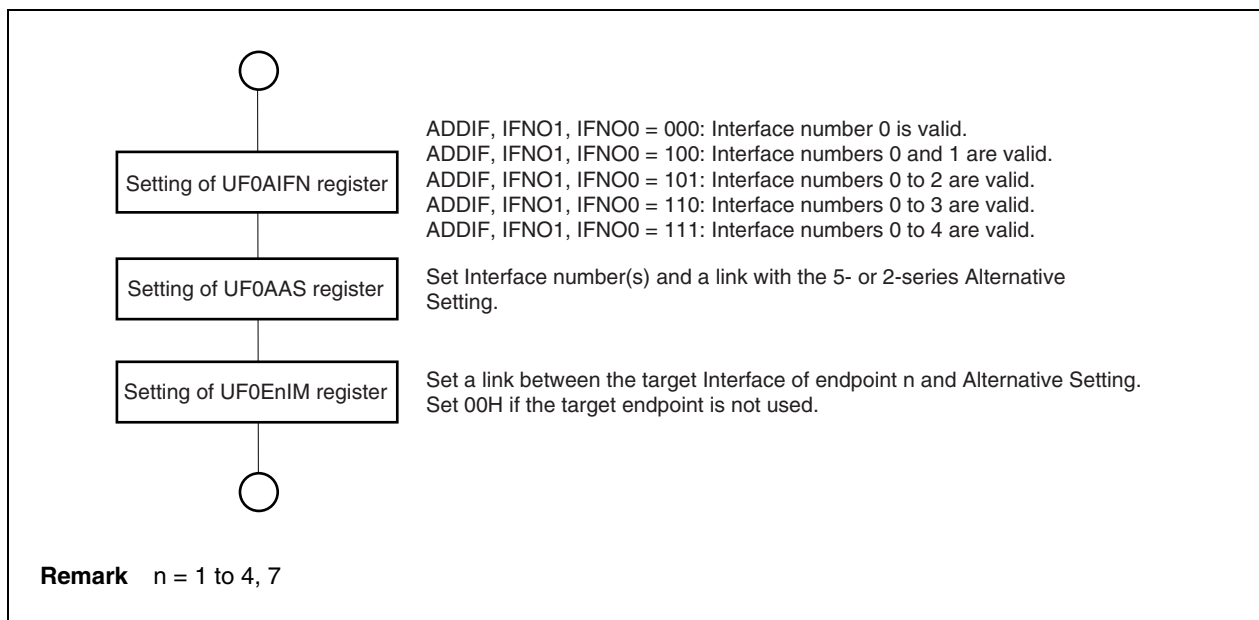 Setting of UF0AIFN register
ADDIF, IFNO1, IFNO0 = 000: Interface number 0 is valid.
ADDIF, IFNO1, IFNO0 = 100: Interface numbers 0 and 1 are valid.
ADDIF, IFNO1, IFNO0 = 101: Interface numbers 0 to 2 are valid.
ADDIF, IFNO1, IFNO0 = 110: Interface numbers 0 to 3 are valid.
ADDIF, IFNO1, IFNO0 = 111: Interface numbers 0 to 4 are valid.
Setting of UF0AAS register
Set Interface number(s) and a link with the 5- or 2-series Alternative
Setting.
Setting of UF0EnIM register
Set a link between the target Interface of endpoint n and Alternative Setting.
Set 00H if the target endpoint is not used.
Remark n = 1 to 4, 7